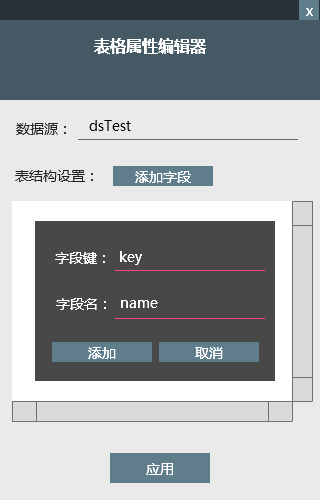 x
表格属性编辑器
数据源： dsTest
表结构设置： 添加字段
字段键： key
字段名： name
添加 取消
应用